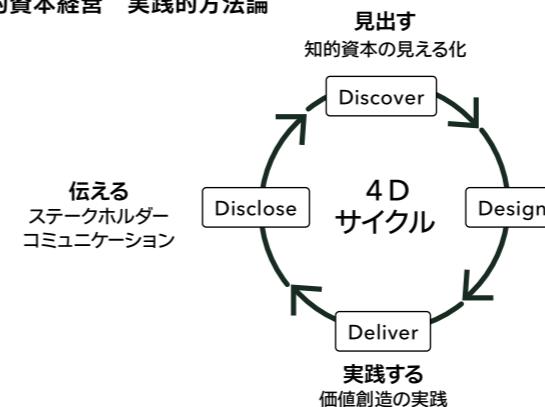 的資本経営 実践的方法論
見出す
知的資本の見える化
Discover
伝える
ステークホルダー
コミュニケーション
Disclose
4D
サイクル
Design
Deliver
実践する
価値創造の実践